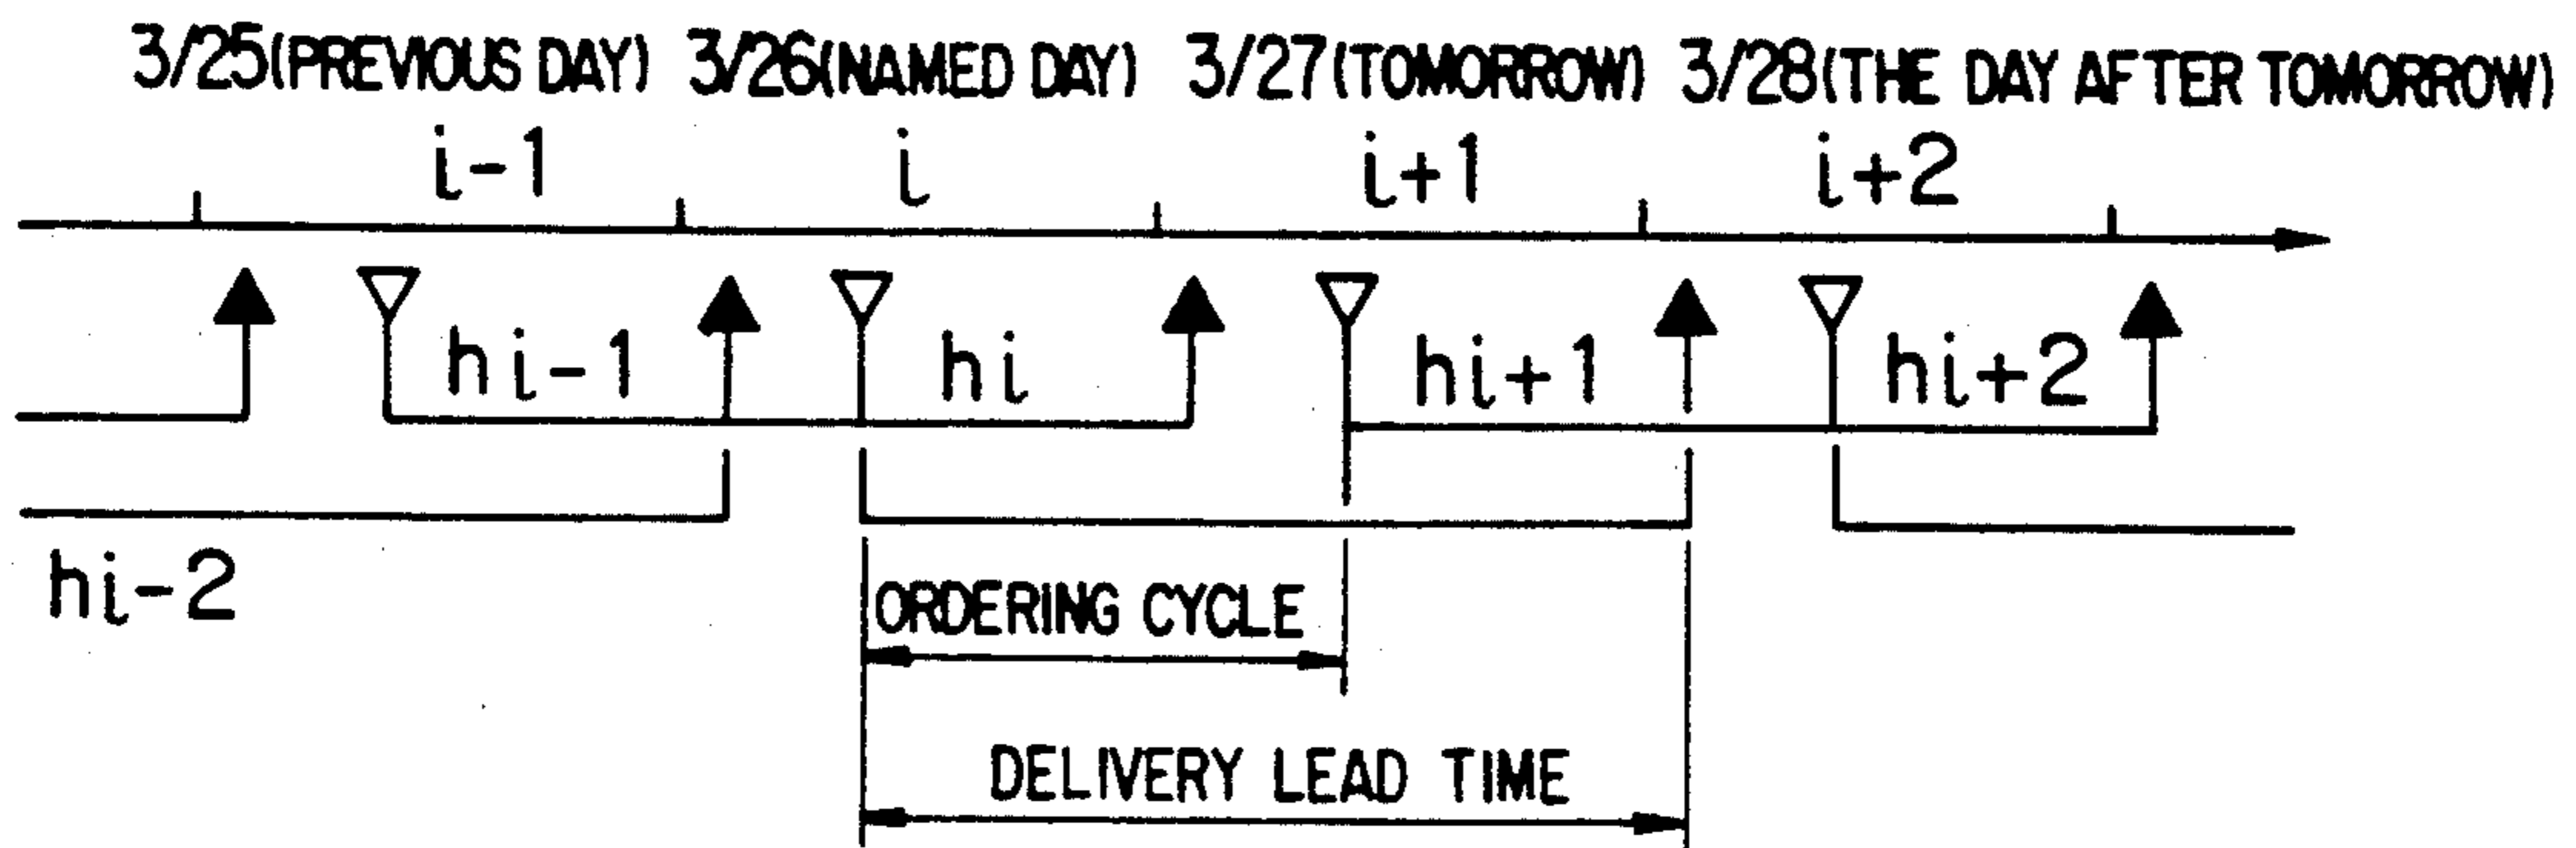 3/25(PREVIOUS DAY) 3/26(NAMED DAY) 3/27(TOMORROW) 3/28(THE DAY AFTER TOMORROW)
i-1 i i+1 i+2
hi-1 hi hi+1 hi+2
hi-2
ORDERING CYCLE
DELIVERY LEAD TIME